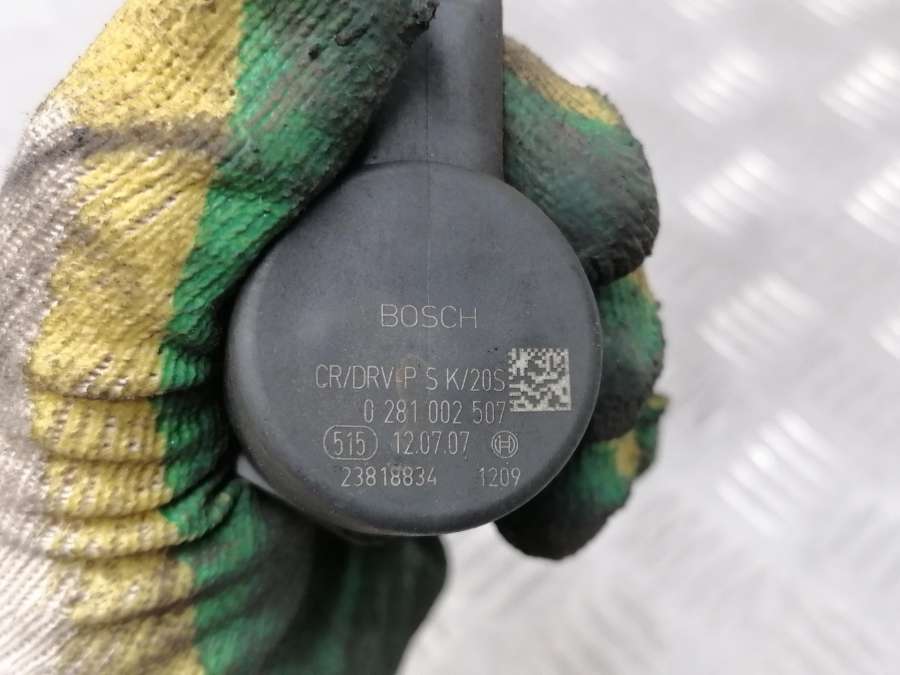 BOSCH
CR/DRV-P S K/20S
0 281 002 507
515 12.07.07 H
23818834 1209